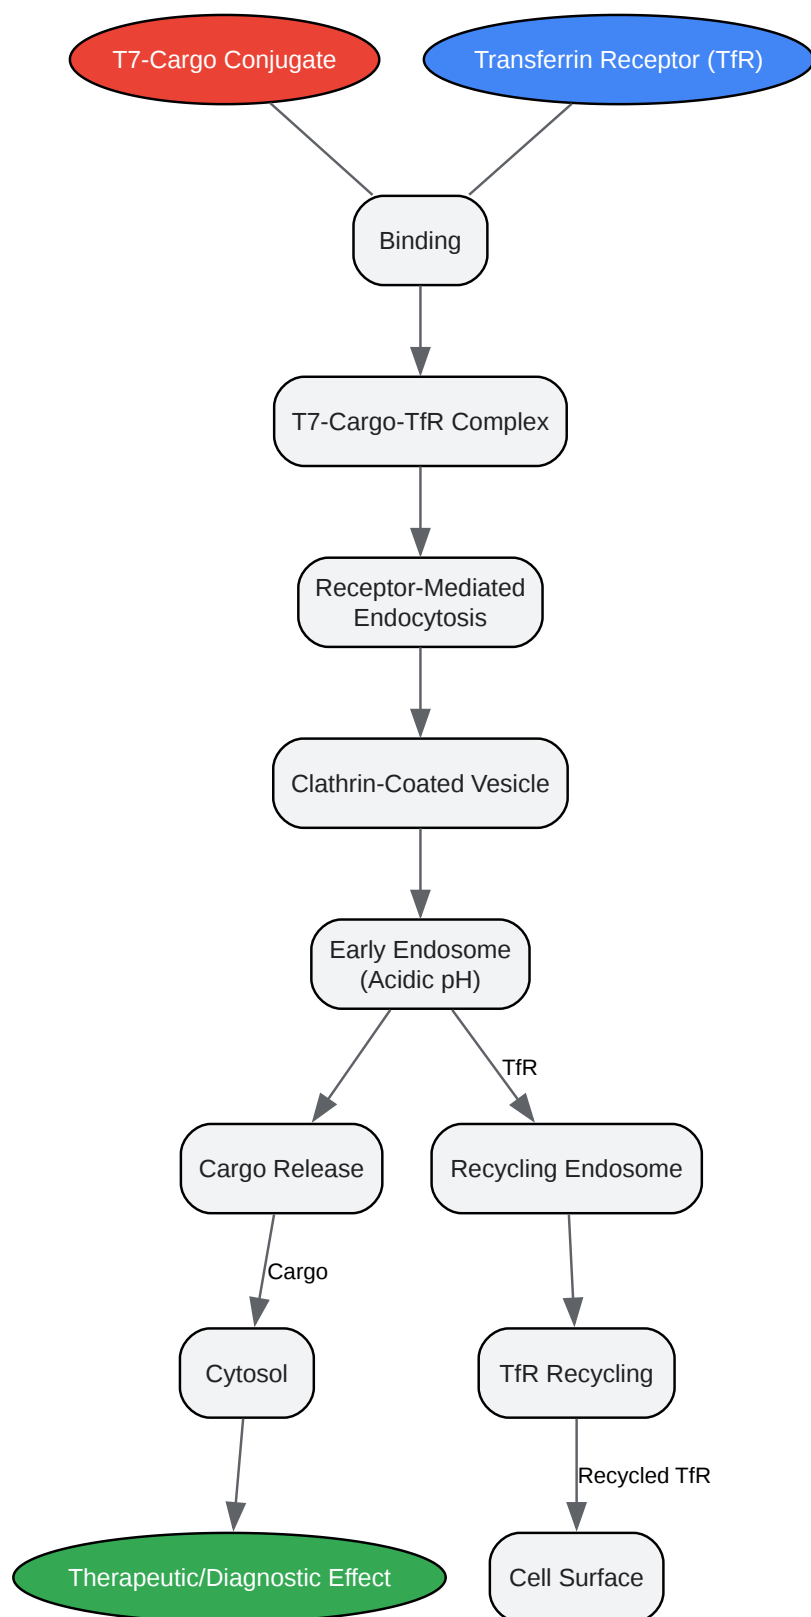 T7-Cargo Conjugate
Transferrin Receptor (TfR)
Binding
T7-Cargo-TfR Complex
Receptor-Mediated
Endocytosis
Clathrin-Coated Vesicle
Early Endosome
(Acidic pH)
TfR
Cargo Release
Recycling Endosome
Cargo
Cytosol
TfR Recycling
Recycled TfR
Therapeutic/Diagnostic Effect
Cell Surface